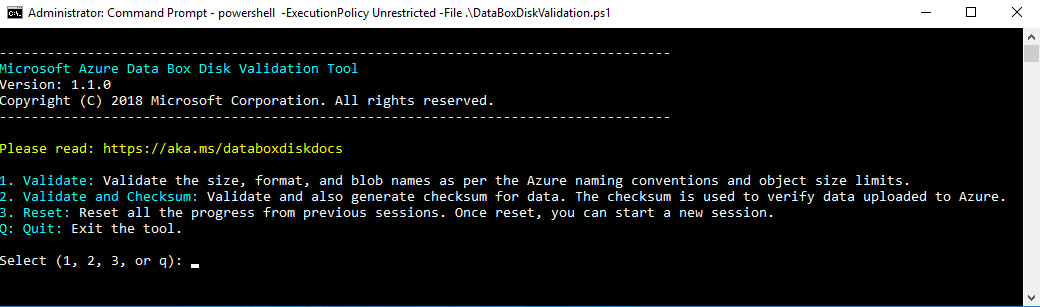 Administrator: Command Prompt - powershell -ExecutionPolicy Unrestricted -File .\DataBoxDiskValidation.ps1
--------------------------------------------------------------------------------
Microsoft Azure Data Box Disk Validation Tool
Version: 1.1.0
Copyright (C) 2018 Microsoft Corporation. All rights reserved.
--------------------------------------------------------------------------------
Please read: https://aka.ms/databoxdiskdocs
1. Validate: Validate the size, format, and blob names as per the Azure naming conventions and object size limits.
2. Validate and Checksum: Validate and also generate checksum for data. The checksum is used to verify data uploaded to Azure.
3. Reset: Reset all the progress from previous sessions. Once reset, you can start a new session.
Q: Quit: Exit the tool.
Select (1, 2, 3, or q):